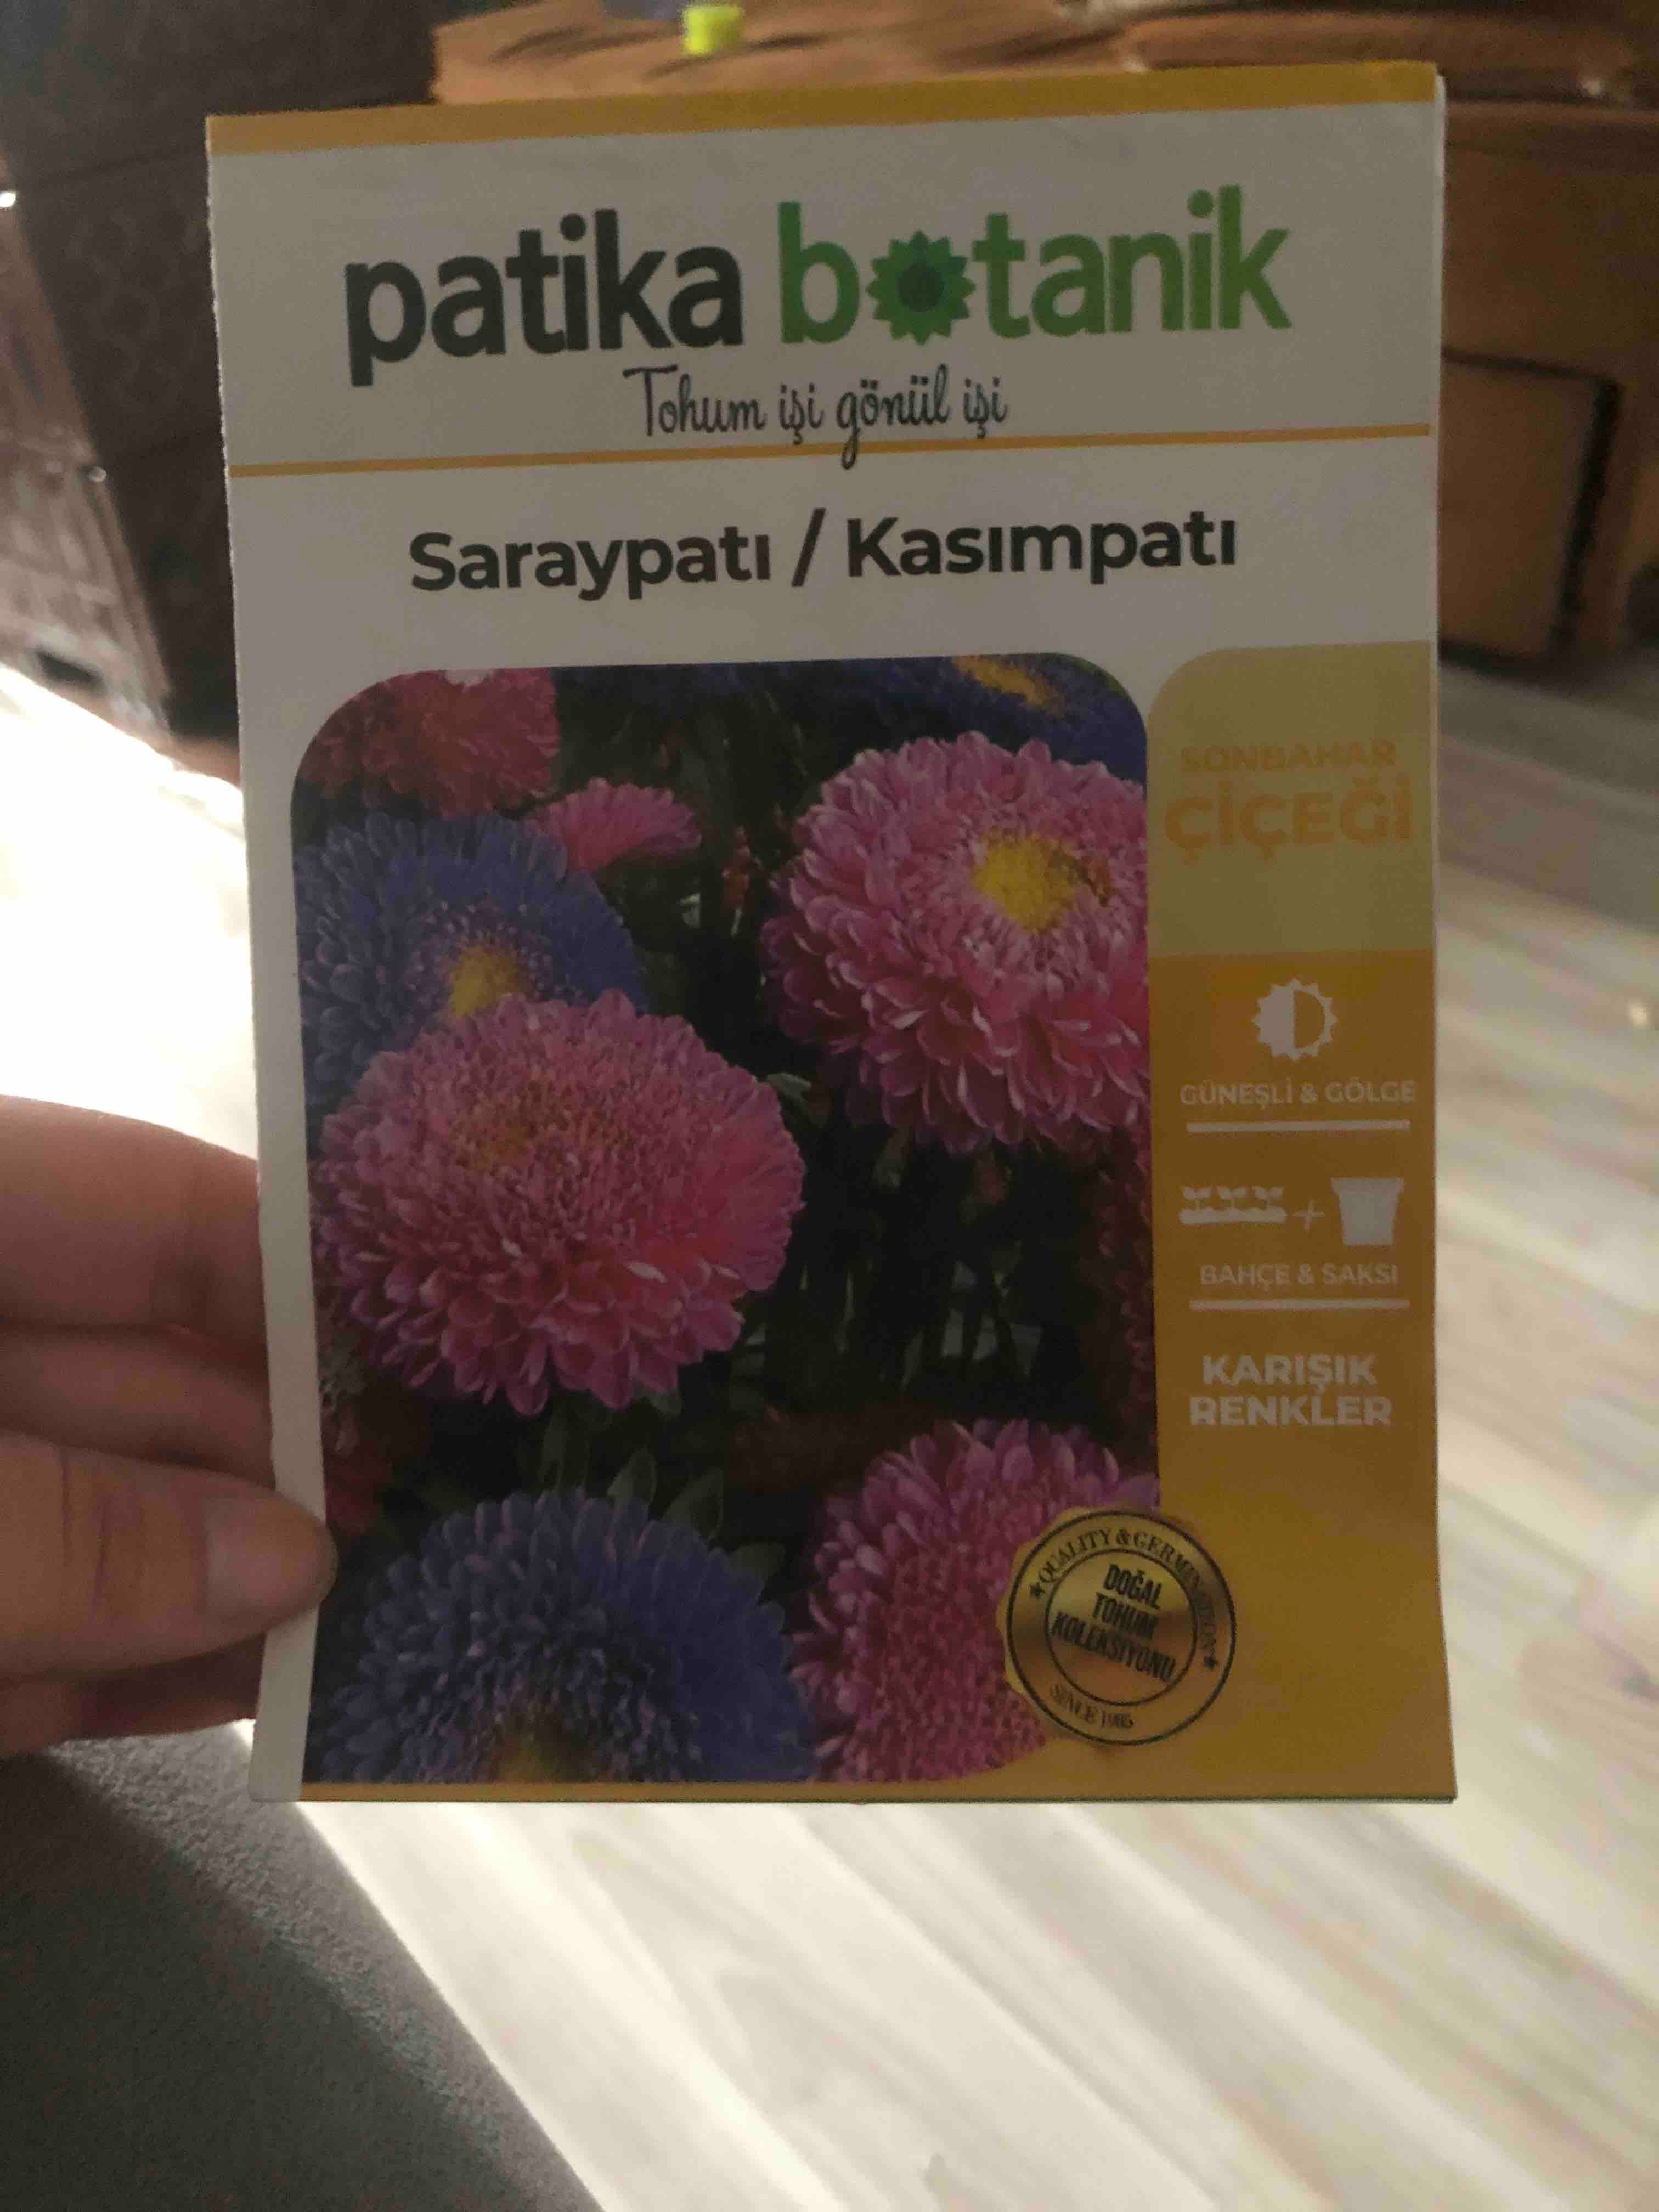 patika botanik
Tohum işi gönül işi
Saraypatı / Kasımpatı
SONBAHAR
ÇİÇEĞİ
GÜNEŞLİ & GÖLGE
BAHÇE & SAKSI
KARIŞIK
RENKLER
QUALITY & GERMINATION
DOĞAL
TOHUM
KOLEKSİYONU
SINCE 1985